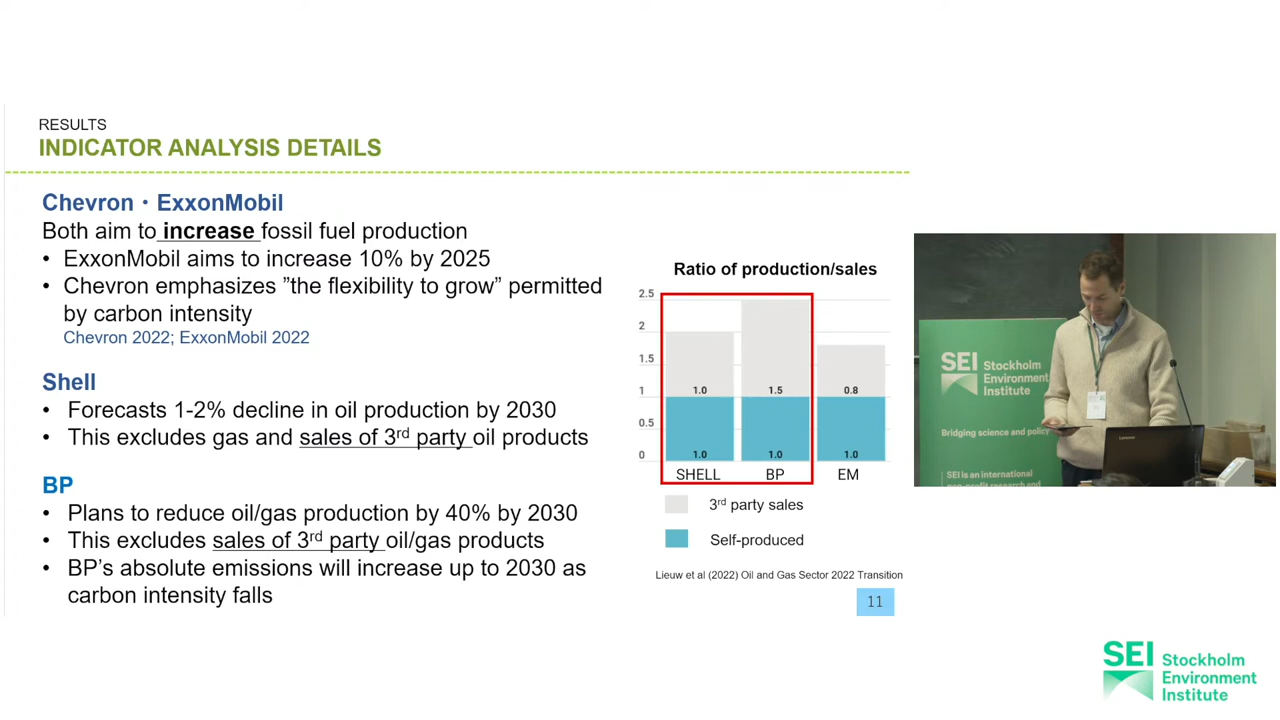 RESULTS
INDICATOR ANALYSIS DETAILS
Chevron・ExxonMobil
Both aim to increase fossil fuel production
• ExxonMobil aims to increase 10% by 2025
• Chevron emphasizes ”the flexibility to grow” permitted
by carbon intensity
Chevron 2022; ExxonMobil 2022
Shell
• Forecasts 1-2% decline in oil production by 2030
• This excludes gas and sales of 3rd party oil products
BP
• Plans to reduce oil/gas production by 40% by 2030
• This excludes sales of 3rd party oil/gas products
• BP’s absolute emissions will increase up to 2030 as
carbon intensity falls
Ratio of production/sales
2.5
2
1.5
1
0.5
0
1.0
1.5
0.8
1.0
1.0
1.0
SHELL
BP
EM
3rd party sales
Self-produced
Lieuw et al (2022) Oil and Gas Sector 2022 Transition
11
SEI Stockholm
Environment
Institute
Bridging science and policy
SEI is an international
non-profit research and
Lenovo
SEI Stockholm
Environment
Institute